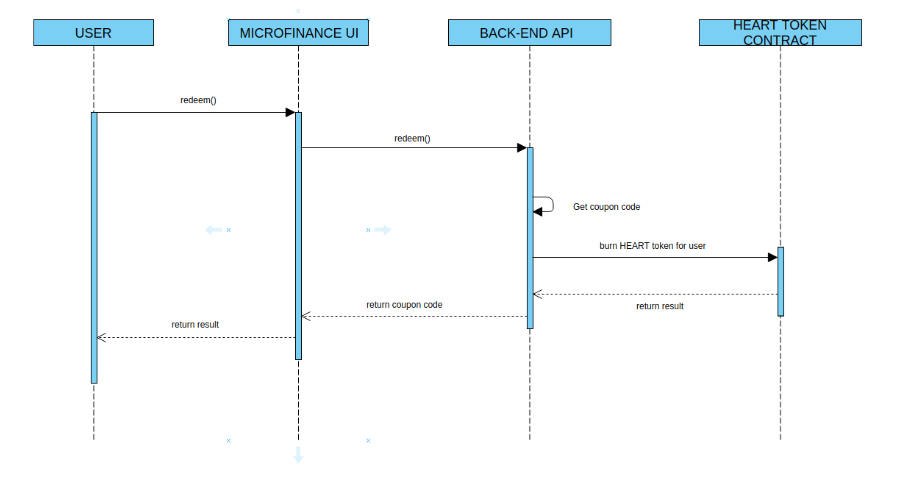 USER
MICROFINANCE UI
BACK-END API
HEART TOKEN
CONTRACT
redeem()
redeem()
Get coupon code
burn HEART token for user
return coupon code
return result
return result